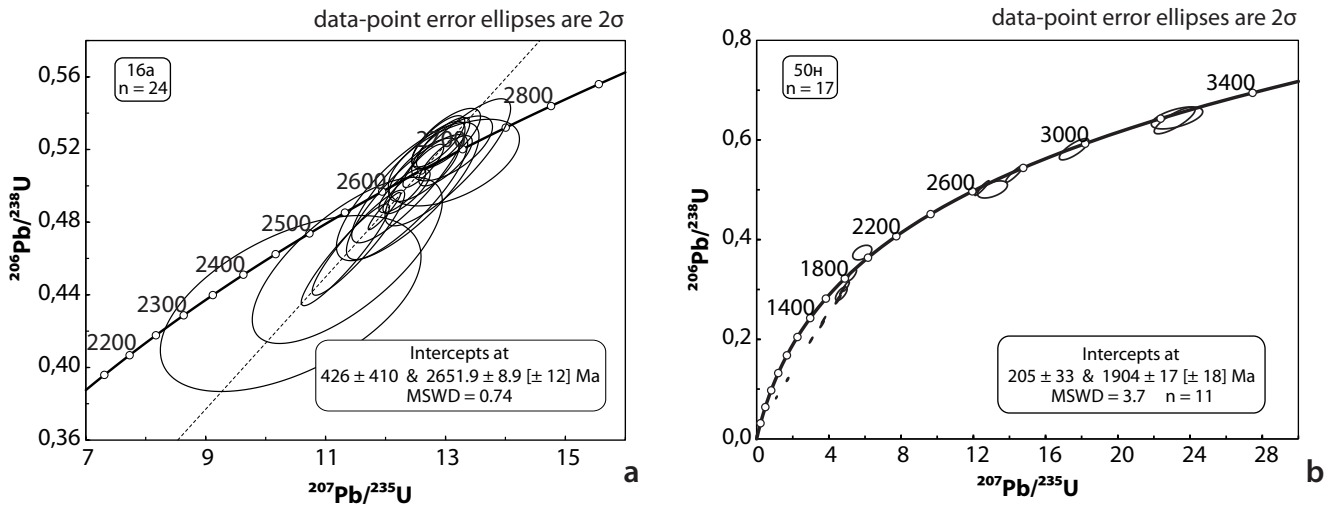 data-point error ellipses are 2σ
16a
n = 24
0,56
0,52
0,48
0,44
0,40
0,36
2800
2600
2500
2400
2300
2200
²⁰⁶Pb/²³⁸U
Intercepts at
426 ± 410 & 2651.9 ± 8.9 [± 12] Ma
MSWD = 0.74
7 9 11 13 15
²⁰⁷Pb/²³⁵U
a
data-point error ellipses are 2σ
50н
n = 17
0,8
0,6
0,4
0,2
0,0
3400
3000
2600
2200
1800
1400
²⁰⁶Pb/²³⁸U
Intercepts at
205 ± 33 & 1904 ± 17 [± 18] Ma
MSWD = 3.7 n = 11
0 4 8 12 16 20 24 28
²⁰⁷Pb/²³⁵U
b